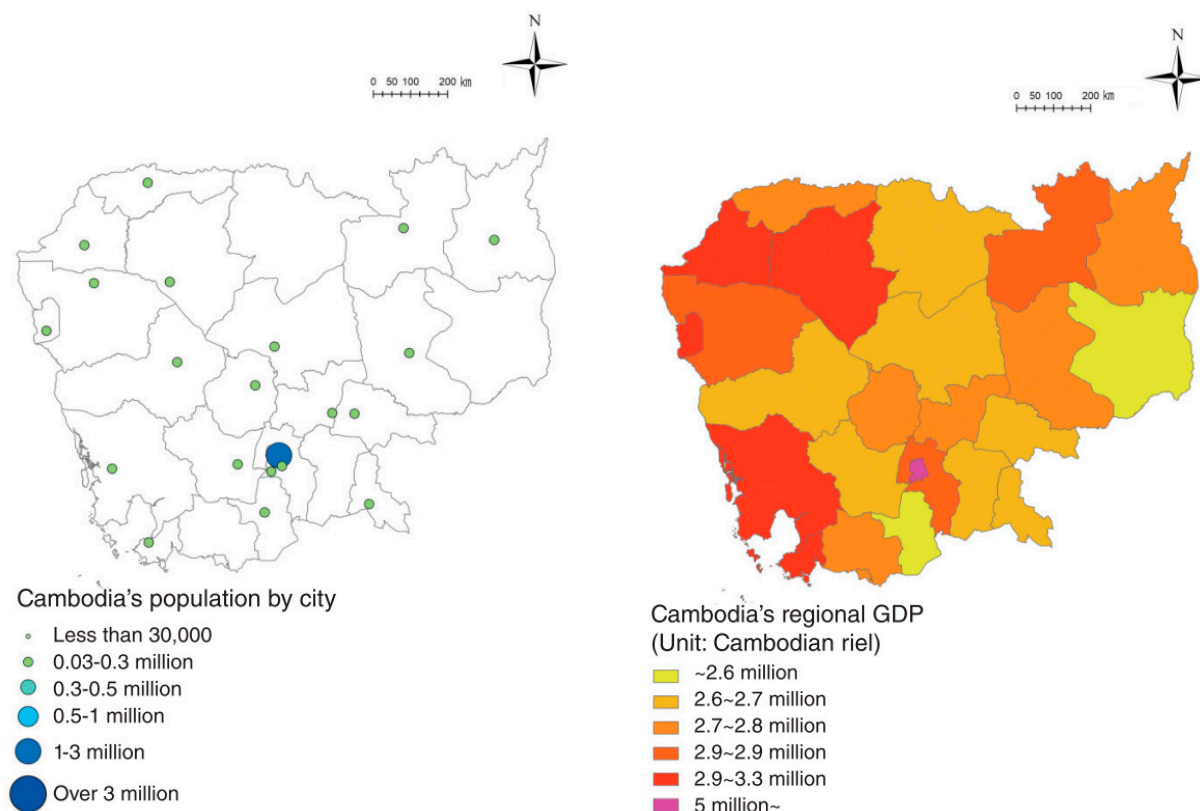 N
0 50 100 200 km
N
0 50 100 200 km
Cambodia's population by city
Less than 30,000
0.03-0.3 million
0.3-0.5 million
0.5-1 million
1-3 million
Over 3 million
Cambodia's regional GDP
(Unit: Cambodian riel)
~2.6 million
2.6~2.7 million
2.7~2.8 million
2.9~2.9 million
2.9~3.3 million
5 million~